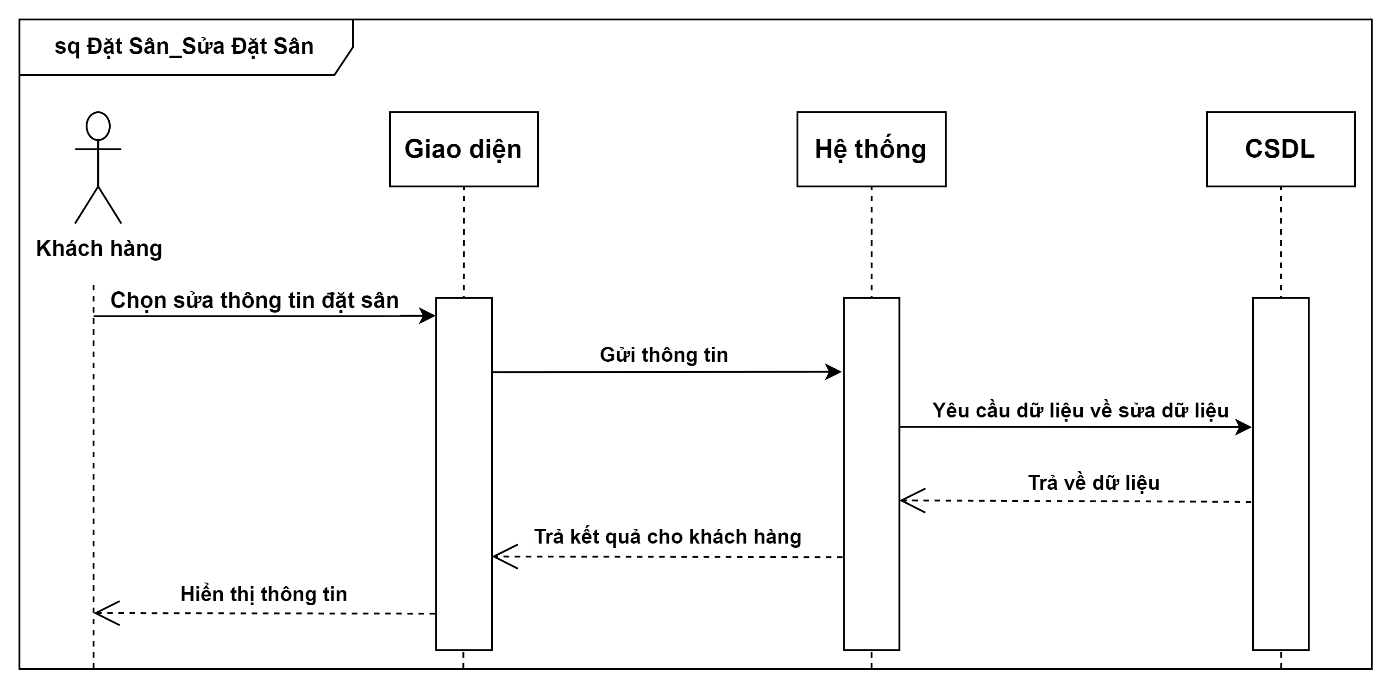 sq Đặt Sân_Sửa Đặt Sân
Giao diện
Hệ thống
CSDL
Khách hàng
Chọn sửa thông tin đặt sân
Gửi thông tin
Yêu cầu dữ liệu về sửa dữ liệu
Trả về dữ liệu
Trả kết quả cho khách hàng
Hiển thị thông tin